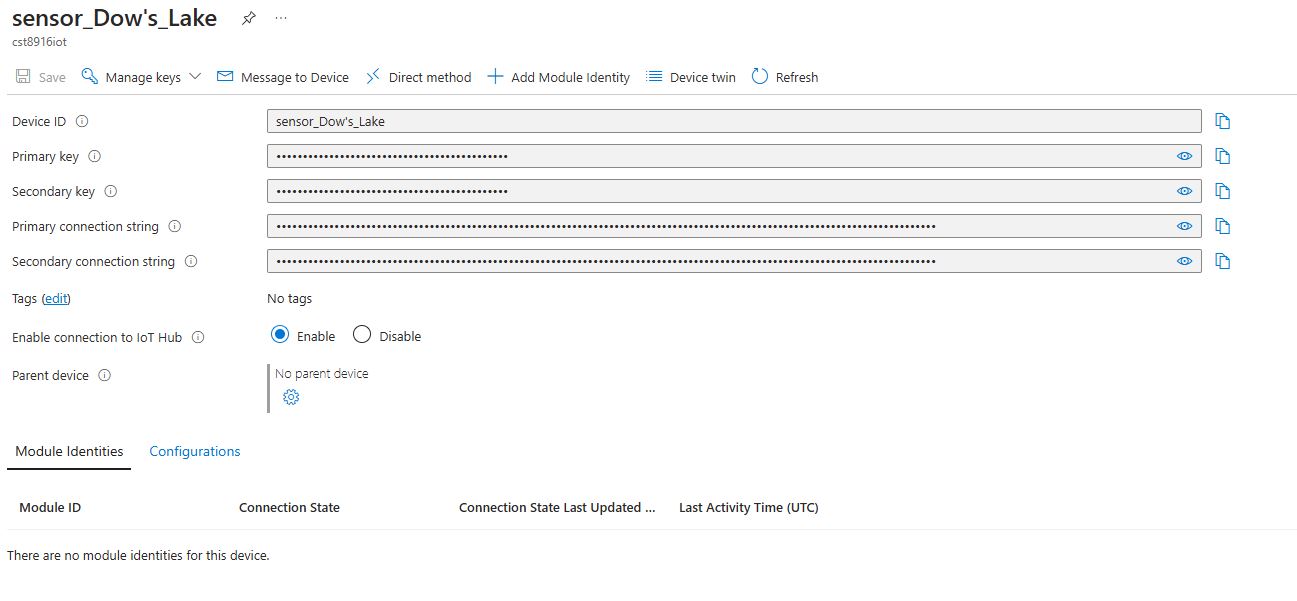 sensor_Dow's_Lake
cst8916iot
Save Manage keys Message to Device Direct method Add Module Identity Device twin Refresh
Device ID sensor_Dow's_Lake
Primary key
Secondary key
Primary connection string
Secondary connection string
Tags (edit) No tags
Enable connection to IoT Hub Enable Disable
Parent device No parent device
Module Identities Configurations
Module ID Connection State Connection State Last Updated ... Last Activity Time (UTC)
There are no module identities for this device.